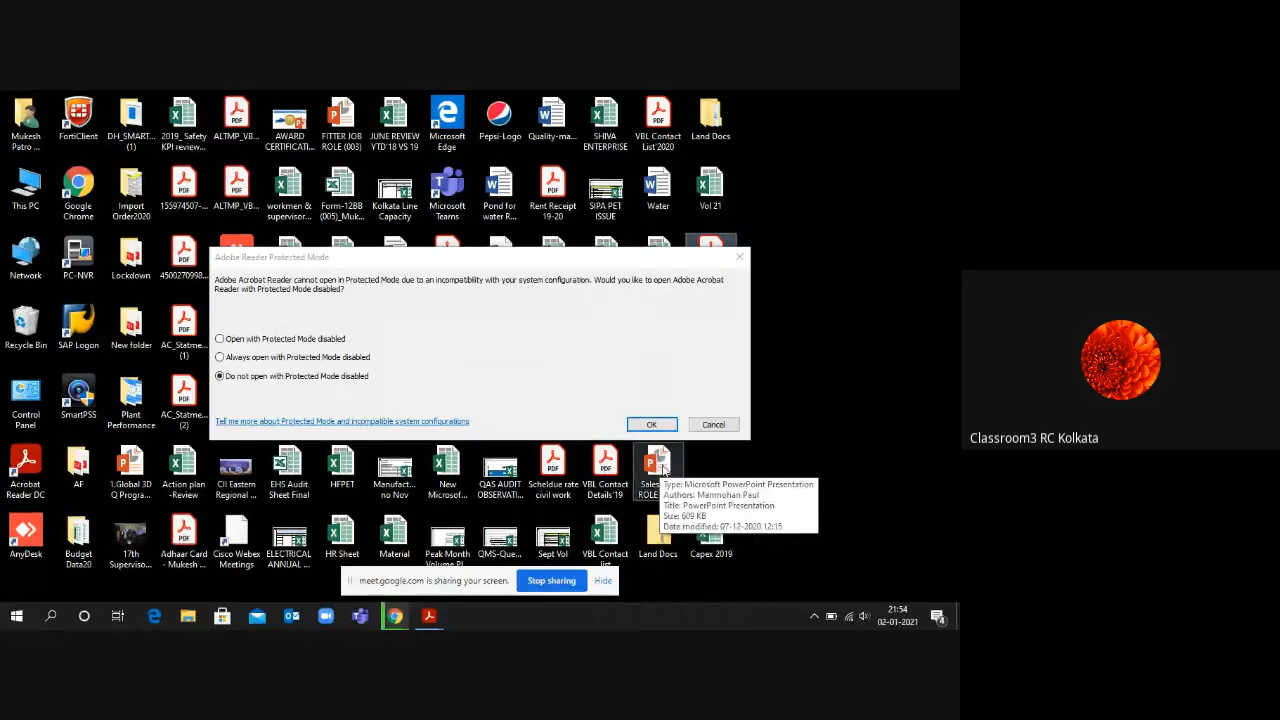 Mukesh
Patro ...
FortiClient
DH_SMART...
(1)
2019_ Safety
KPI review...
ALTMP_VB...
AWARD
CERTIFICATI...
FITTER JOB
ROLE (003)
JUNE REVIEW
YTD'18 VS 19
Microsoft
Edge
Pepsi-Logo
Quality-ma...
SHIVA
ENTERPRISE
VBL Contact
List'2020
Land Docs
This PC
Google
Chrome
Import
Order2020
155974507-...
ALTMP_VB...
workmen &
supervisor...
Form-12BB
(005)_Muk...
Kolkata Line
Capacity
Microsoft
Teams
Pond for
water R...
Rent Receipt
19-20
SIPA PET
ISSUE
Water
Vol 21
Network
PC-NVR
Lockdown
4500270998...
Adobe Reader Protected Mode
Adobe Acrobat Reader cannot open in Protected Mode due to an incompatibility with your system configuration. Would you like to open Adobe Acrobat
Reader with Protected Mode disabled?
Open with Protected Mode disabled
Always open with Protected Mode disabled
Do not open with Protected Mode disabled
Tell me more about Protected Mode and incompatible system configurations
OK
Cancel
Recycle Bin
SAP Logon
New folder
AC_Statme...
(1)
Control
Panel
SmartPSS
Plant
Performance
AC_Statme...
(2)
Acrobat
Reader DC
AF
1.Global 3D
Q Progra...
Action plan
-Review
CII Eastern
Regional ...
EHS Audit
Sheet Final
HFPET
Manufact...
no Nov
New
Microsof...
QAS AUDIT
OBSERVATI...
Scheldue rate
civil work
VBL Contact
Details'19
Sales
ROLE
Type: Microsoft PowerPoint Presentation
Authors: Manmohan Paul
Title: PowerPoint Presentation
Size: 609 KB
Date modified: 07-12-2020 12:15
AnyDesk
Budget
Data20
17th
Superviso...
Adhaar Card
- Mukesh ...
Cisco Webex
Meetings
ELECTRICAL
ANNUAL ...
HR Sheet
Material
Peak Month
Volume PL
QMS-Que...
Sept Vol
VBL Contact
list
Land Docs
Capex 2019
meet.google.com is sharing your screen.
Stop sharing
Hide
21:54
02-01-2021
4
Classroom3 RC Kolkata